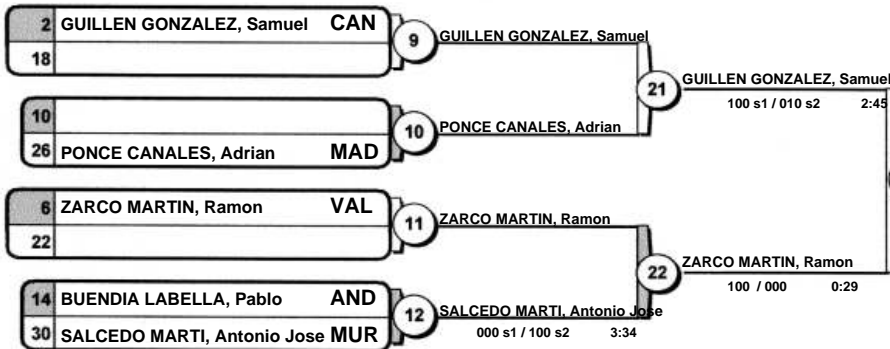 2 GUILLEN GONZALEZ, Samuel CAN
18
9
GUILLEN GONZALEZ, Samuel
10
26 PONCE CANALES, Adrian MAD
10
PONCE CANALES, Adrian
21
GUILLEN GONZALEZ, Samuel
100 s1 / 010 s2 2:45
6 ZARCO MARTIN, Ramon VAL
22
11
ZARCO MARTIN, Ramon
14 BUENDIA LABELLA, Pablo AND
30 SALCEDO MARTI, Antonio Jose MUR
12
SALCEDO MARTI, Antonio Jose
000 s1 / 100 s2 3:34
22
ZARCO MARTIN, Ramon
100 / 000 0:29